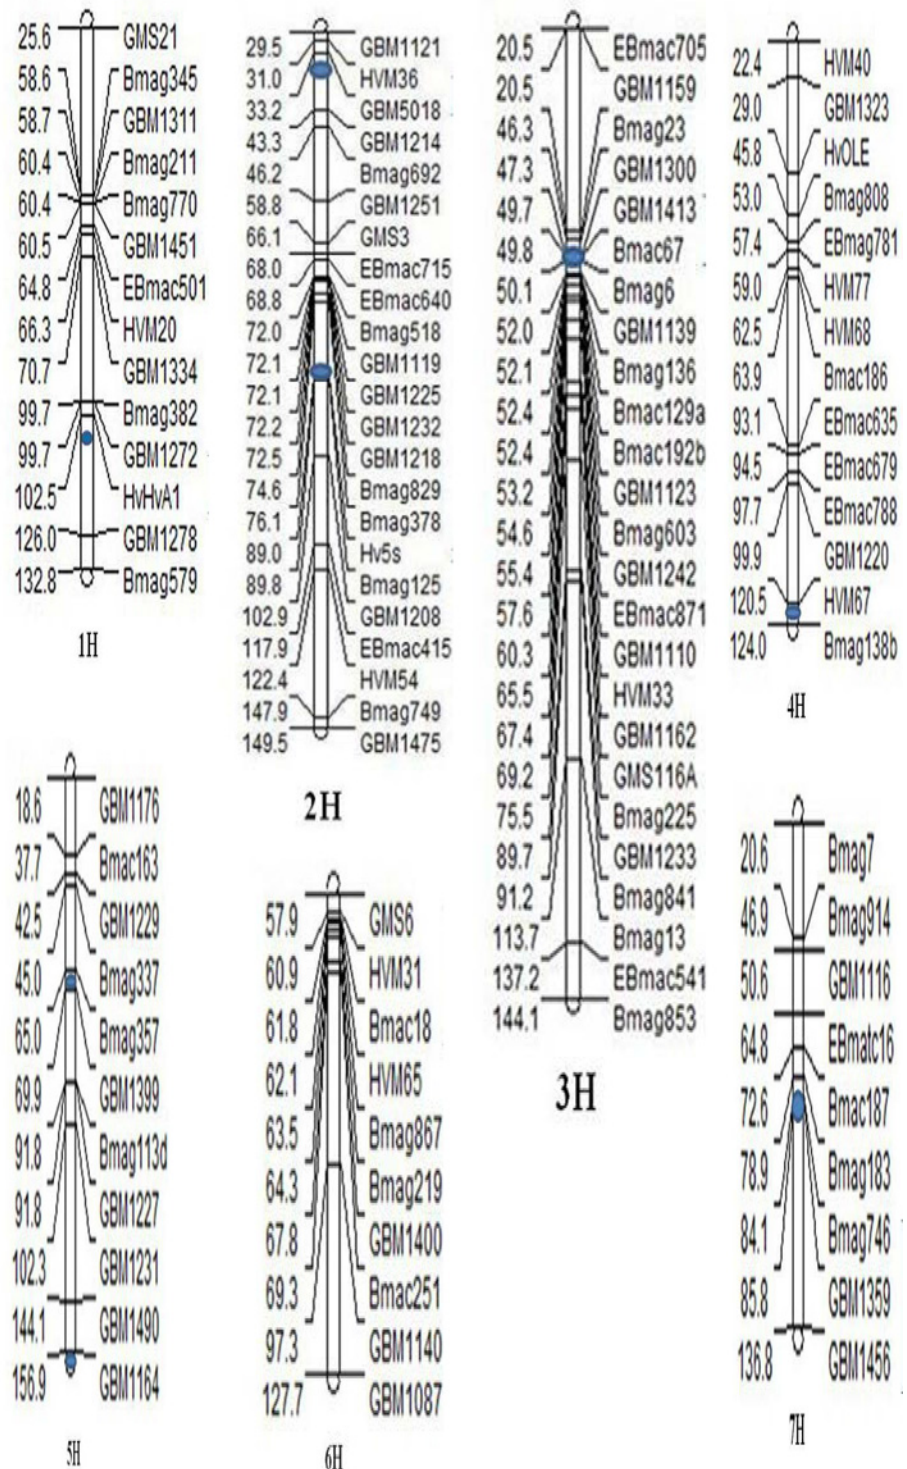 25.6 GMS21
58.6 Bmag345
58.7 GBM1311
60.4 Bmag211
60.4 Bmag770
60.5 GBM1451
64.8 EBmac501
66.3 HVM20
70.7 GBM1334
99.7 Bmag382
99.7 GBM1272
102.5 HvHvA1
126.0 GBM1278
132.8 Bmag579
1H
29.5 GBM1121
31.0 HVM36
33.2 GBM5018
43.3 GBM1214
46.2 Bmag692
58.8 GBM1251
66.1 GMS3
68.0 EBmac715
68.8 EBmac640
72.0 Bmag518
72.1 GBM1119
72.1 GBM1225
72.2 GBM1232
72.5 GBM1218
74.6 Bmag829
76.1 Bmag378
89.0 Hv5s
89.8 Bmag125
102.9 GBM1208
117.9 EBmac415
122.4 HVM54
147.9 Bmag749
149.5 GBM1475
2H
20.5 EBmac705
20.5 GBM1159
46.3 Bmag23
47.3 GBM1300
49.7 GBM1413
49.8 Bmac67
50.1 Bmag6
52.0 GBM1139
52.1 Bmag136
52.4 Bmac129a
52.4 Bmac192b
53.2 GBM1123
54.6 Bmag603
55.4 GBM1242
57.6 EBmac871
60.3 GBM1110
65.5 HVM33
67.4 GBM1162
69.2 GMS116A
75.5 Bmag225
89.7 GBM1233
91.2 Bmag841
113.7 Bmag13
137.2 EBmac541
144.1 Bmag853
3H
22.4 HVM40
29.0 GBM1323
45.8 HvOLE
53.0 Bmag808
57.4 EBmag781
59.0 HVM77
62.5 HVM68
63.9 Bmac186
93.1 EBmac635
94.5 EBmac679
97.7 EBmac788
99.9 GBM1220
120.5 HVM67
124.0 Bmag138b
4H
18.6 GBM1176
37.7 Bmac163
42.5 GBM1229
45.0 Bmag337
65.0 Bmag357
69.9 GBM1399
91.8 Bmag113d
91.8 GBM1227
102.3 GBM1231
144.1 GBM1490
156.9 GBM1164
5H
57.9 GMS6
60.9 HVM31
61.8 Bmac18
62.1 HVM65
63.5 Bmag867
64.3 Bmag219
67.8 GBM1400
69.3 Bmac251
97.3 GBM1140
127.7 GBM1087
6H
20.6 Bmag7
46.9 Bmag914
50.6 GBM1116
64.8 EBmatc16
72.6 Bmac187
78.9 Bmag183
84.1 Bmag746
85.8 GBM1359
136.8 GBM1456
7H